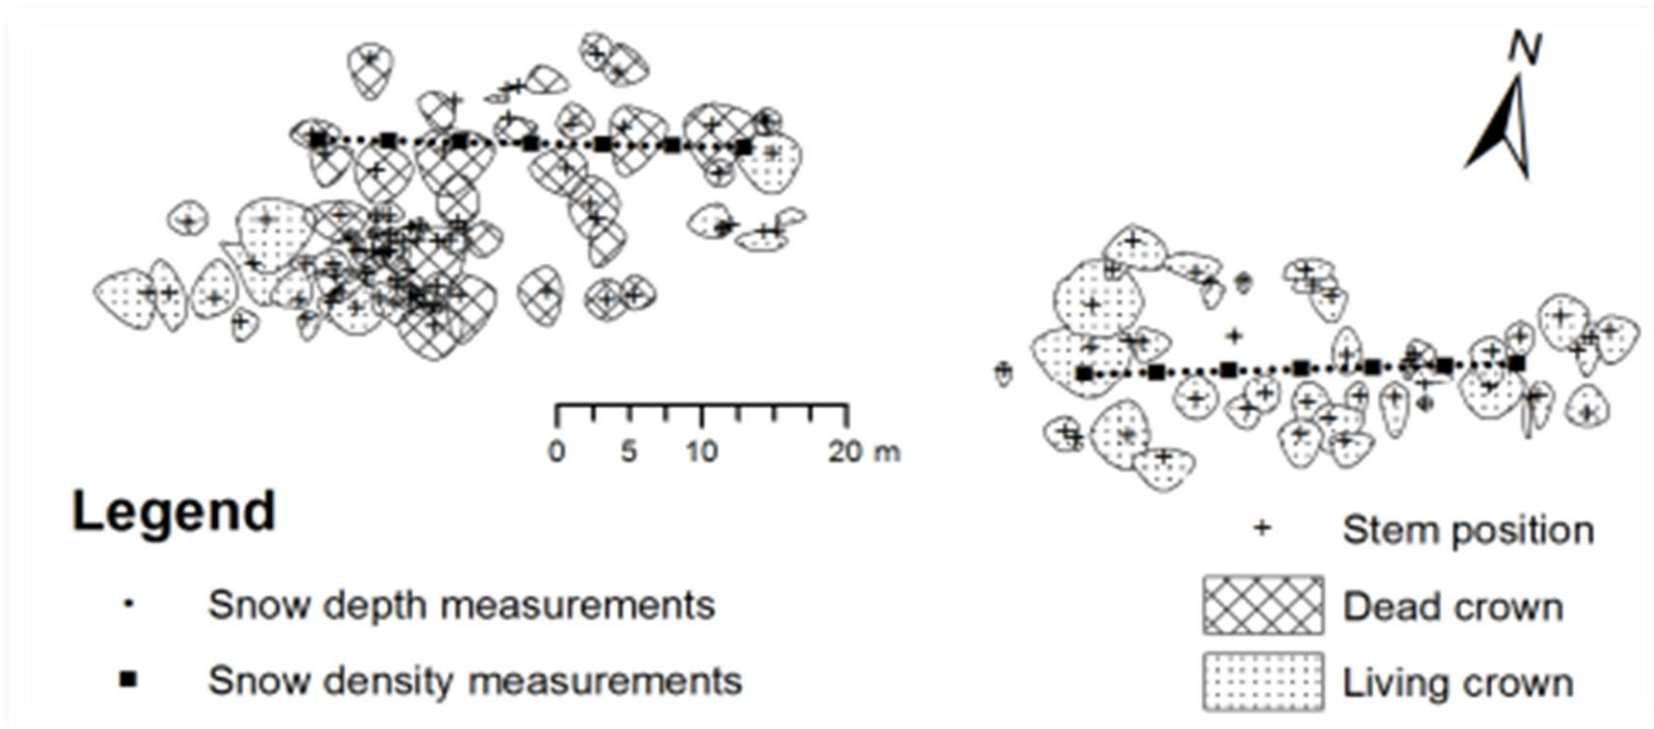 N
0 5 10 20 m
Legend
Snow depth measurements
Snow density measurements
Stem position
Dead crown
Living crown